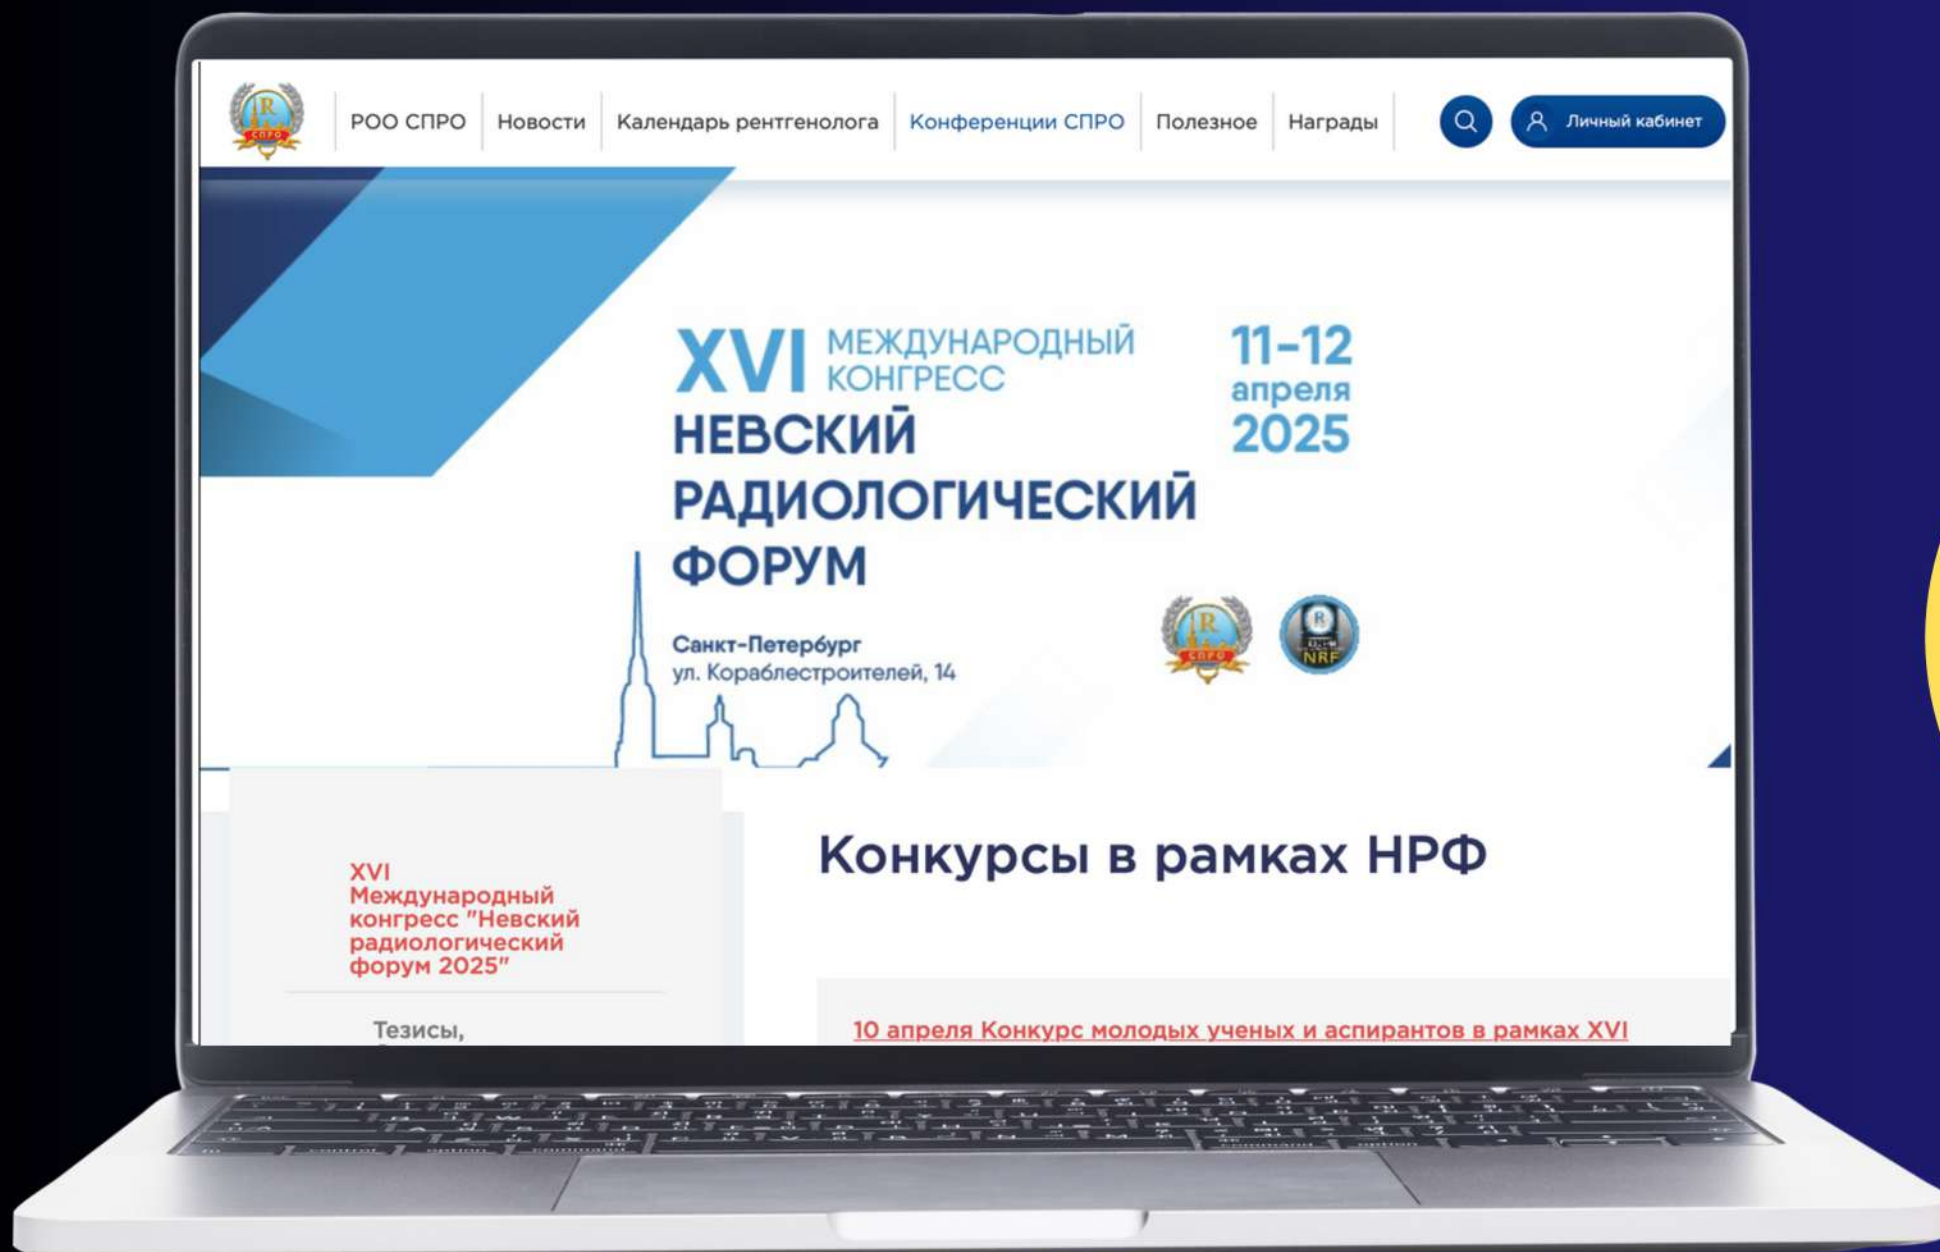 РОО СПРО
Новости
Календарь рентгенолога
Конференции СПРО
Полезное
Награды
Личный кабинет
XVI МЕЖДУНАРОДНЫЙ
КОНГРЕСС
НЕВСКИЙ
РАДИОЛОГИЧЕСКИЙ
ФОРУМ
11-12
апреля
2025
Санкт-Петербург
ул. Кораблестроителей, 14
R
СПРО
R
NRF
Конкурсы в рамках НРФ
XVI
Международный
конгресс "Невский
радиологический
форум 2025"
Тезисы,
10 апреля Конкурс молодых ученых и аспирантов в рамках XVI